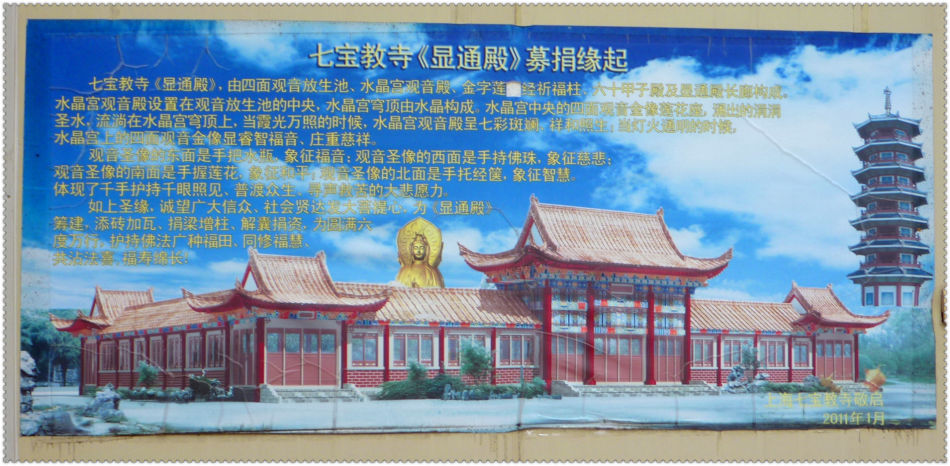 七宝教寺《显通殿》募捐缘起
七宝教寺《显通殿》，由四面观音放生池、水晶宫观音殿、金字莲 经祈福柱，六十甲子殿及显通殿长廊构成。
水晶宫观音殿设置在观音放生池的中央，水晶宫穹顶由水晶构成。水晶宫中央的四面观音金像莲花座，涌出的涓涓
圣水，流淌在水晶宫穹顶上，当霞光万照的时候，水晶宫观音殿呈七彩斑斓、祥和照生；当灯火通明的时候，
水晶宫上的四面观音金像显睿智福音、庄重慈祥。
观音圣像的东面是手把水瓶，象征福音；观音圣像的西面是手持佛珠，象征慈悲；
观音圣像的南面是手握莲花，象征和平；观音圣像的北面是手托经箧，象征智慧。
体现了千手护持千眼照见、普渡众生、寻声救苦的大慈愿力。
如上圣缘，诚望广大信众、社会贤达发大菩提心，为《显通殿》
筹建，添砖加瓦、捐梁增柱、解囊捐资，为圆满六
度万行，护持佛法广种福田、同修福慧、
共沾法喜、福寿绵长！
上海七宝教寺敬启
2011年1月